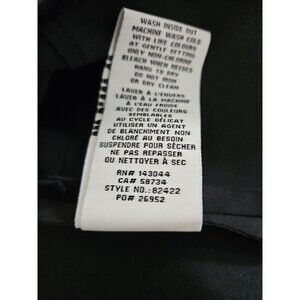 WASH INSIDE OUT
MACHINE WASH COLD
WITH LIKE COLOURS
AT GENTLE SETTING
ONLY NON-CHLORINE
BLEACH WHEN NEEDED
HANG TO DRY
DO NOT IRON
OR DRY CLEAN
LAVER À L'ENVERS
LAVER À LA MACHINE
À L'EAU FROIDE
AVEC DES COULEURS
SEMBLABLES
AU CYCLE DÉLICAT
UTILISER UN AGENT
DE BLANCHIMENT NON
CHLORÉ AU BESOIN
SUSPENDRE POUR SÉCHER
NE PAS REPASSER
OU NETTOYER À SEC
RN# 143044
CA# 58734
STYLE NO.: 82422
PO# 26952